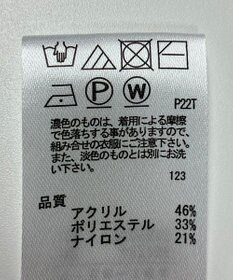 P W
P22T
濃色のものは、着用による摩擦
で色落ちする事がありますので、
組み合せの衣服にご注意下さい。
また、淡色のものとは別にお洗
い下さい。
123
品質
アクリル 46%
ポリエステル 33%
ナイロン 21%